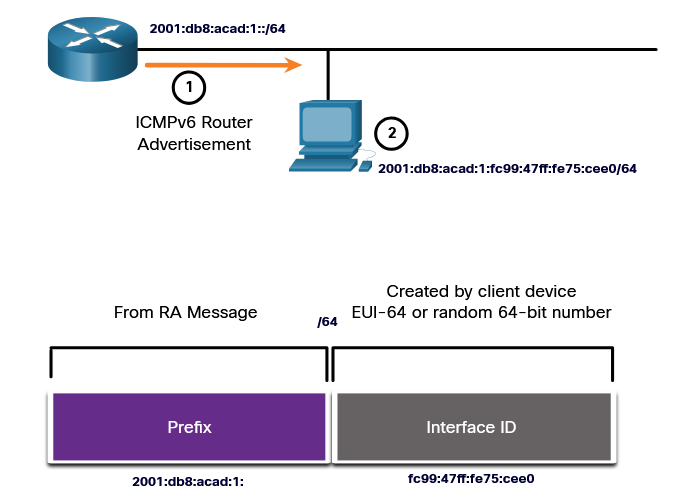 2001:db8:acad:1::/64
1
ICMPv6 Router
Advertisement
2
2001:db8:acad:1:fc99:47ff:fe75:cee0/64
Created by client device
From RA Message
/64
EUI-64 or random 64-bit number
Prefix
Interface ID
2001:db8:acad:1:
fc99:47ff:fe75:cee0